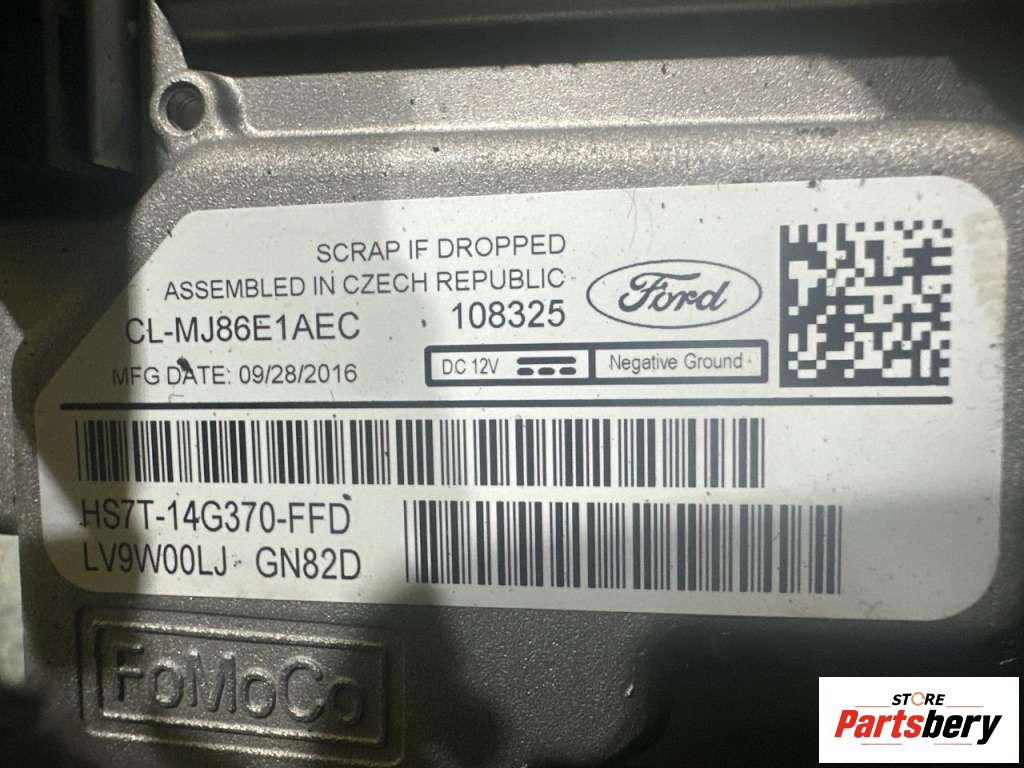 SCRAP IF DROPPED
ASSEMBLED IN CZECH REPUBLIC
CL-MJ86E1AEC 108325
Ford
MFG DATE: 09/28/2016
DC 12V Negative Ground
HS7T-14G370-FFD
LV9W00LJ GN82D
FoMoCo
STORE
Partsbery